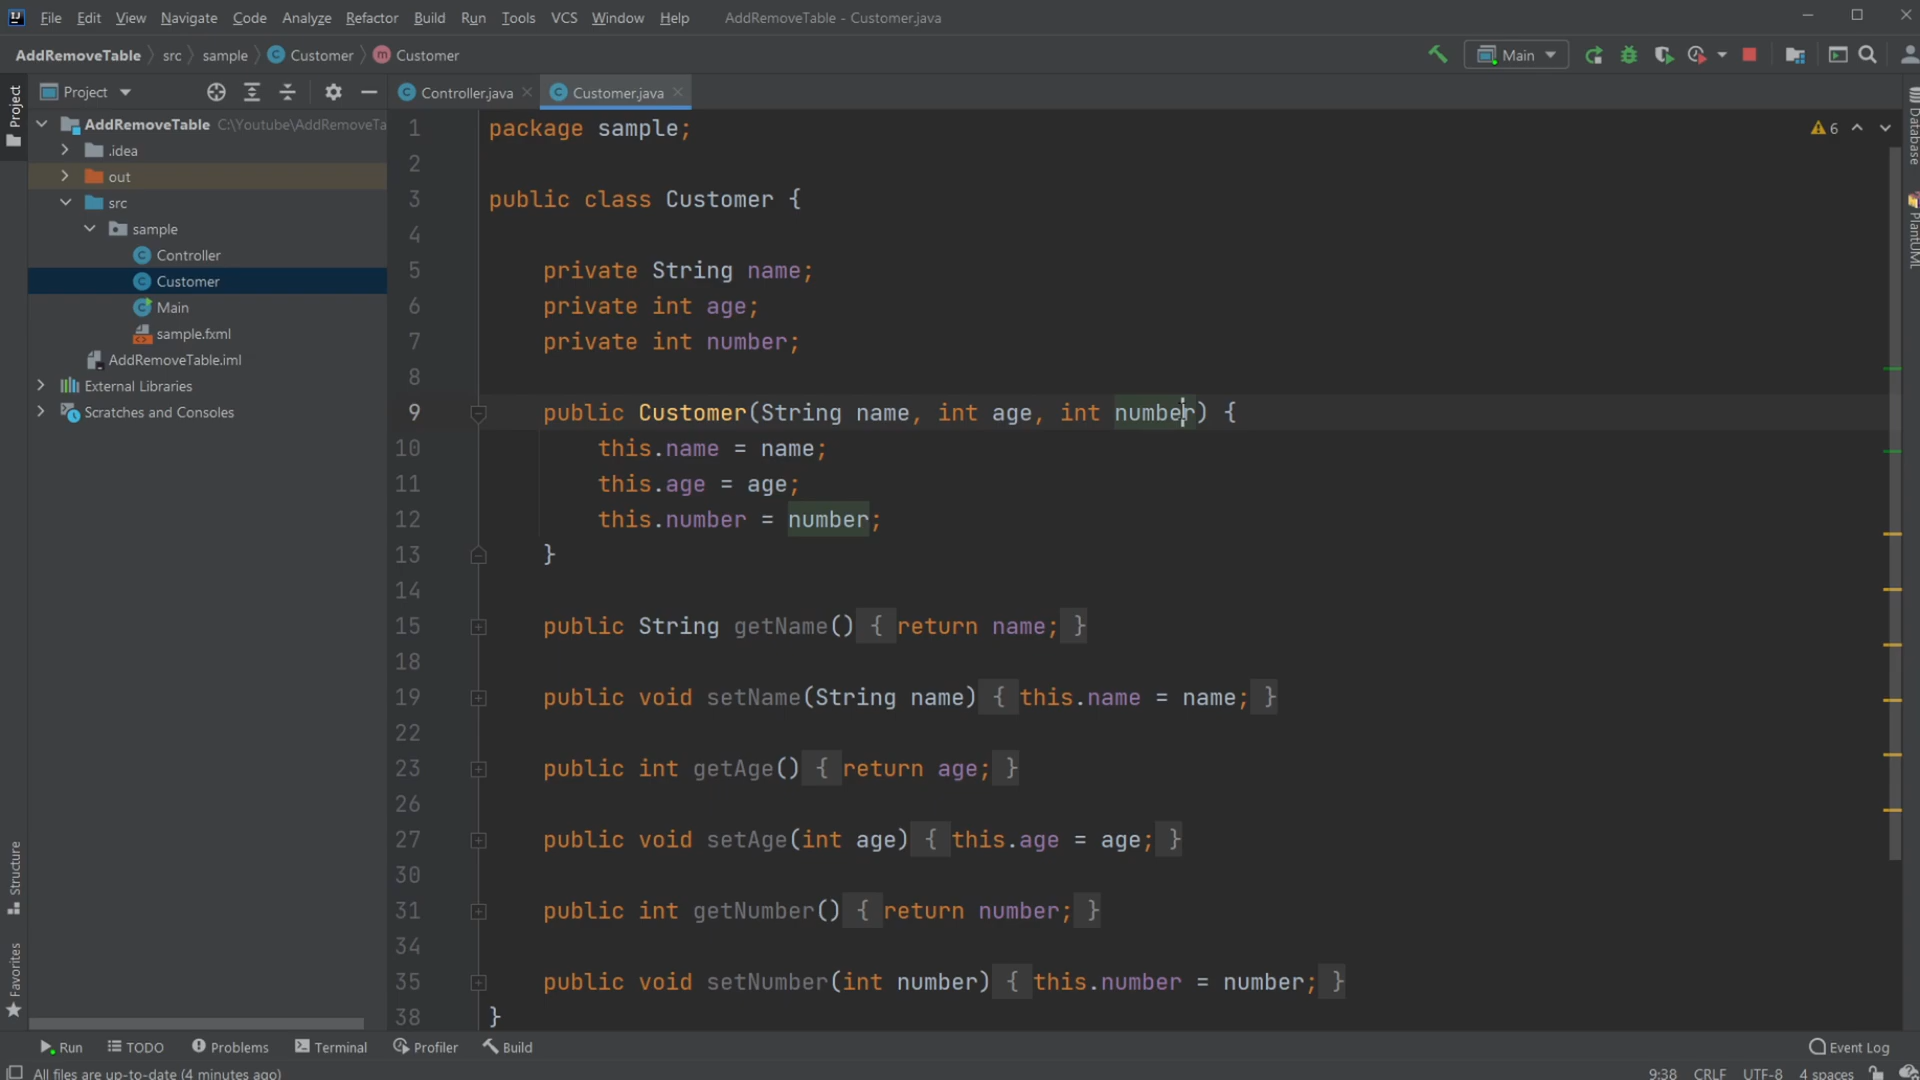 File Edit View Navigate Code Analyze Refactor Build Run Tools VCS Window Help AddRemoveTable - Customer.java
AddRemoveTable src sample Customer Customer Main
Project Controller.java Customer.java
Project
AddRemoveTable C:\Youtube\AddRemoveTa
.idea
out
src
sample
Controller
Customer
Main
sample.fxml
AddRemoveTable.iml
External Libraries
Scratches and Consoles
Structure
Favorites
1 package sample;
2
3 public class Customer {
4
5 private String name;
6 private int age;
7 private int number;
8
9 public Customer(String name, int age, int number) {
10 this.name = name;
11 this.age = age;
12 this.number = number;
13 }
14
15 public String getName() { return name; }
18
19 public void setName(String name) { this.name = name; }
22
23 public int getAge() { return age; }
26
27 public void setAge(int age) { this.age = age; }
30
31 public int getNumber() { return number; }
34
35 public void setNumber(int number) { this.number = number; }
38 }
6
Database
PlantUML
Run TODO Problems Terminal Profiler Build Event Log
All files are up-to-date (4 minutes ago) 9:38 CRLF UTF-8 4 spaces